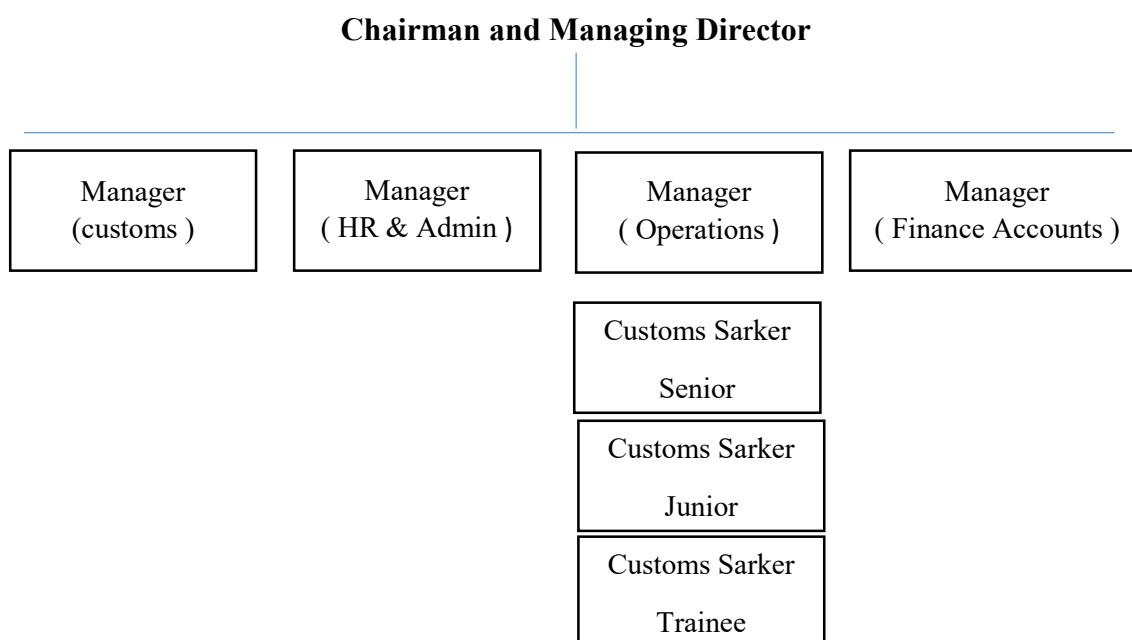 Chairman and Managing Director
Manager
(customs )
Manager
( HR & Admin )
Manager
( Operations )
Manager
( Finance Accounts )
Customs Sarker
Senior
Customs Sarker
Junior
Customs Sarker
Trainee